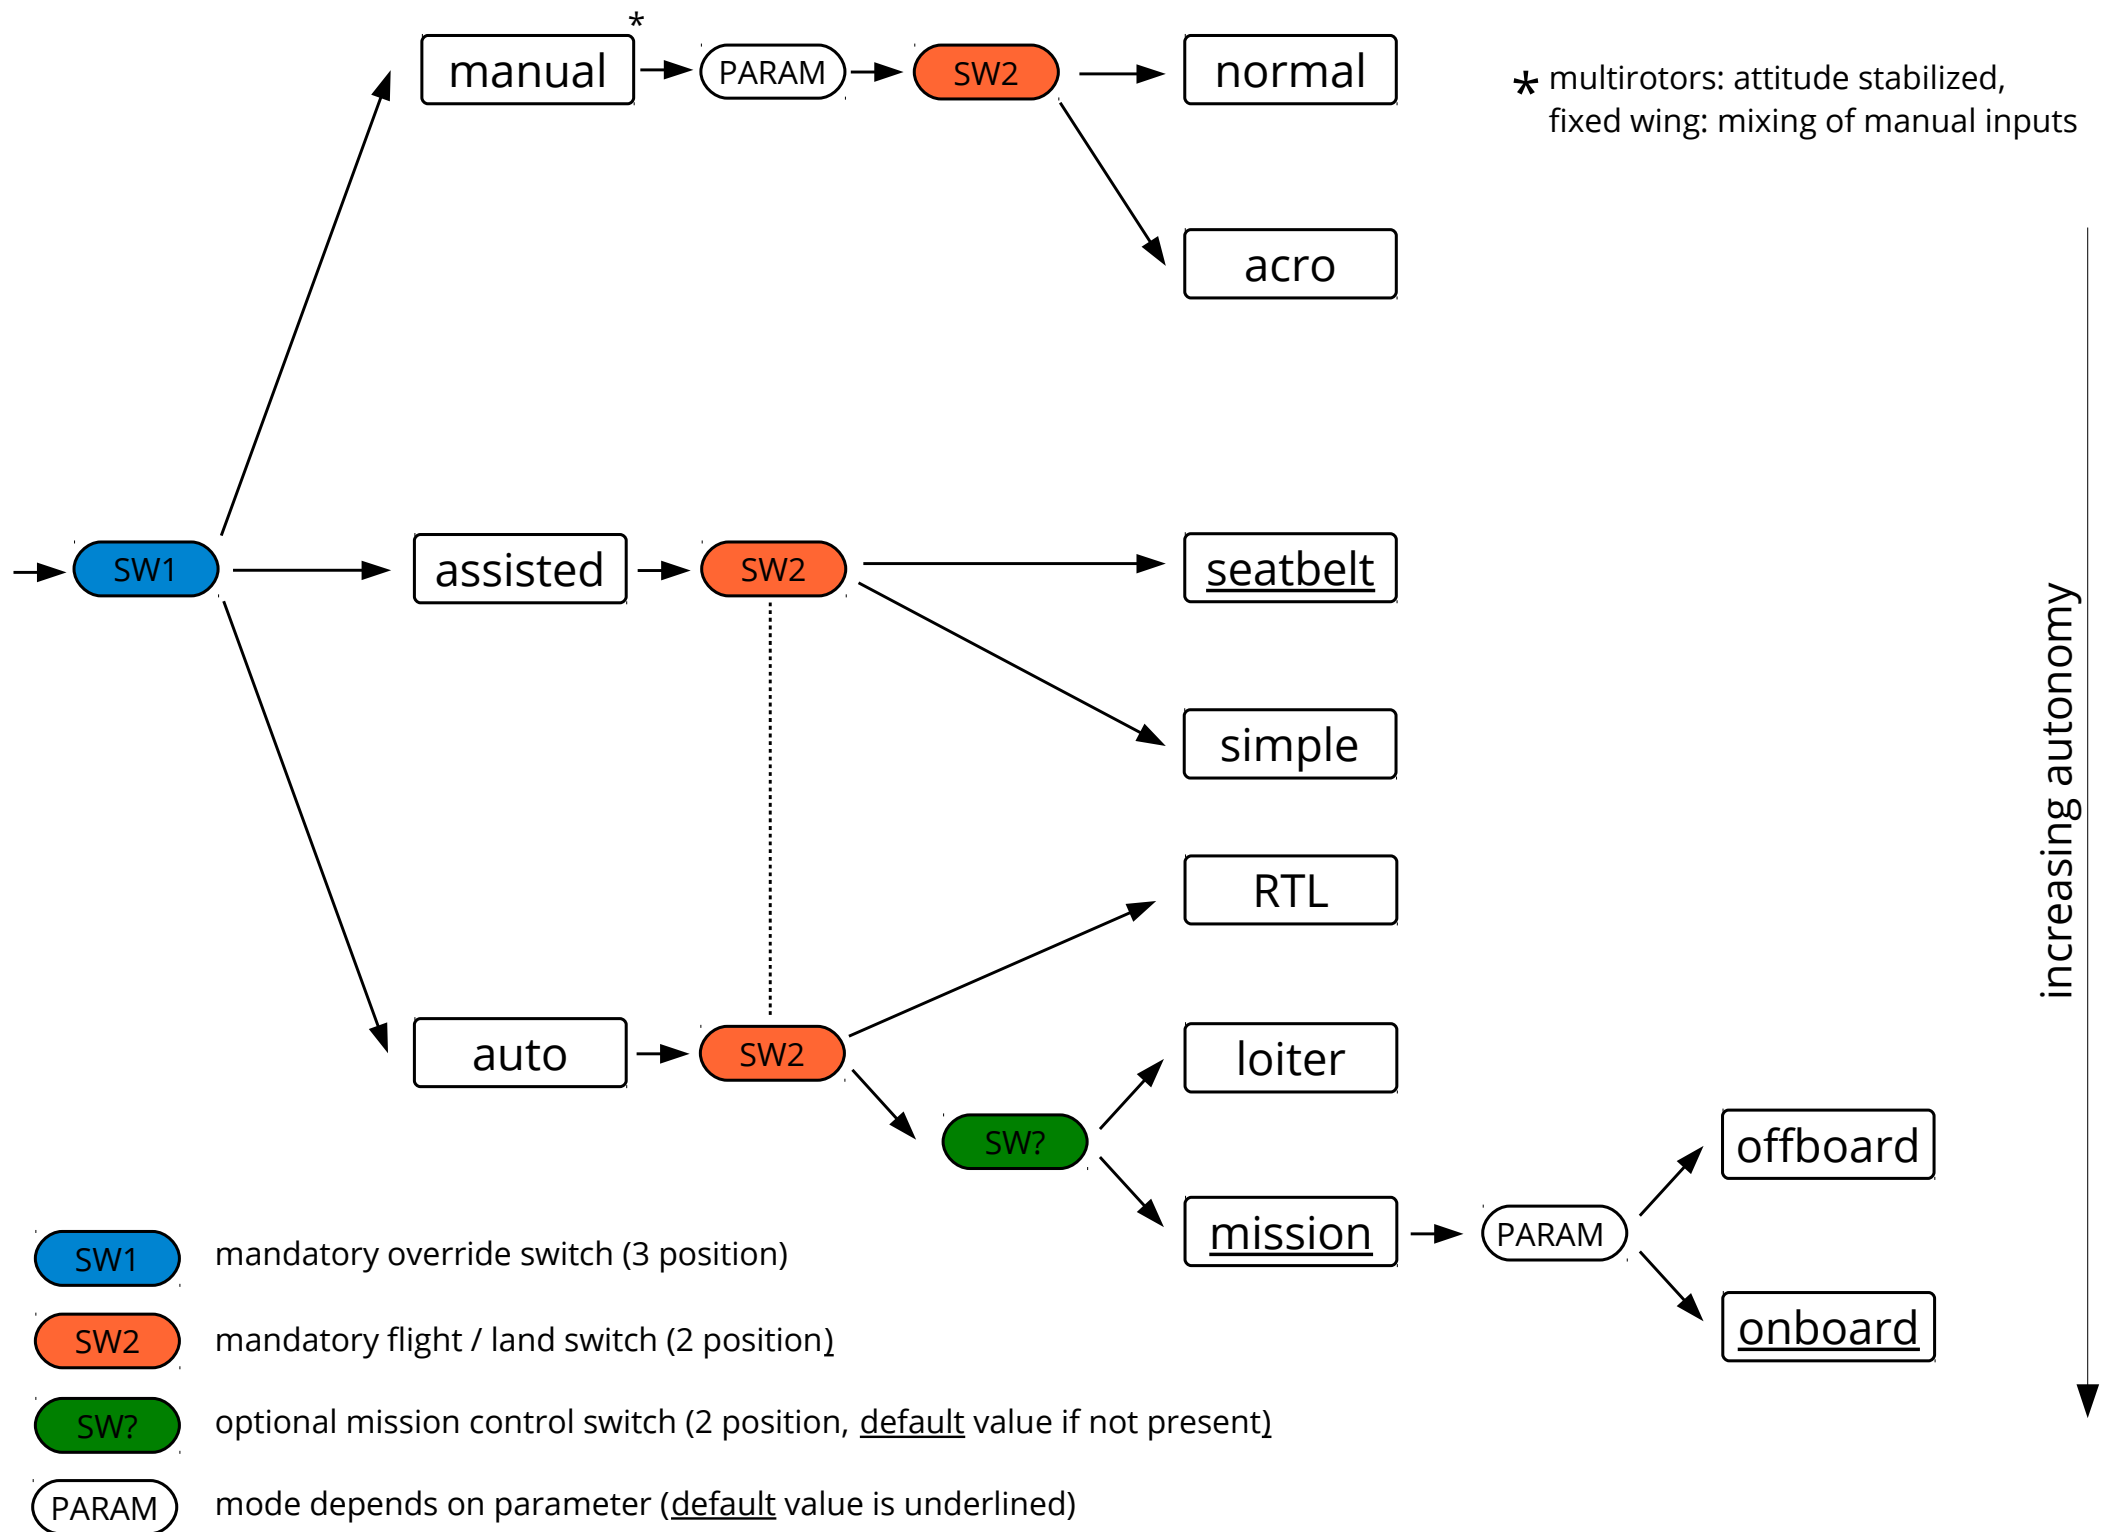 *
manual
PARAM
SW2
normal
* multirotors: attitude stabilized,
fixed wing: mixing of manual inputs
acro
SW1
assisted
SW2
seatbelt
simple
increasing autonomy
RTL
auto
SW2
loiter
SW?
offboard
mission
PARAM
onboard
SW1 mandatory override switch (3 position)
SW2 mandatory flight / land switch (2 position)
SW? optional mission control switch (2 position, default value if not present)
PARAM mode depends on parameter (default value is underlined)